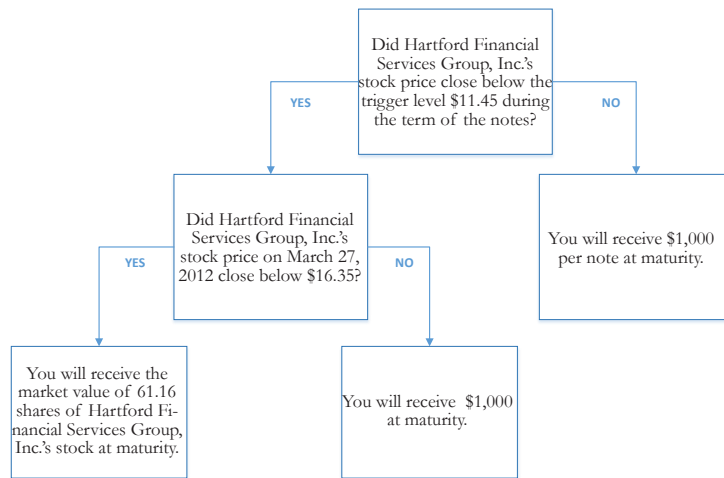 Did Hartford Financial
Services Group, Inc.'s
stock price close below the
trigger level $11.45 during
the term of the notes?
YES
NO
Did Hartford Financial
Services Group, Inc.'s
stock price on March 27,
2012 close below $16.35?
You will receive $1,000
per note at maturity.
YES
NO
You will receive the
market value of 61.16
shares of Hartford Fi-
nancial Services Group,
Inc.'s stock at maturity.
You will receive $1,000
at maturity.